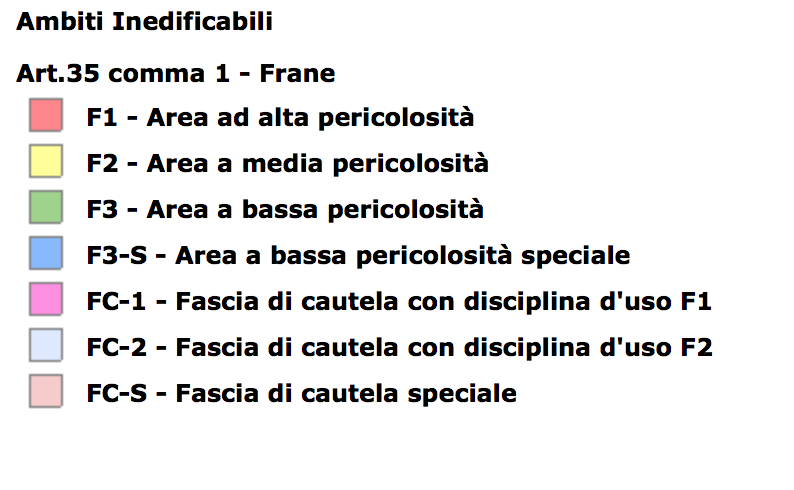 Ambiti Inedificabili
Art.35 comma 1 - Frane
F1 - Area ad alta pericolosità
F2 - Area a media pericolosità
F3 - Area a bassa pericolosità
F3-S - Area a bassa pericolosità speciale
FC-1 - Fascia di cautela con disciplina d'uso F1
FC-2 - Fascia di cautela con disciplina d'uso F2
FC-S - Fascia di cautela speciale